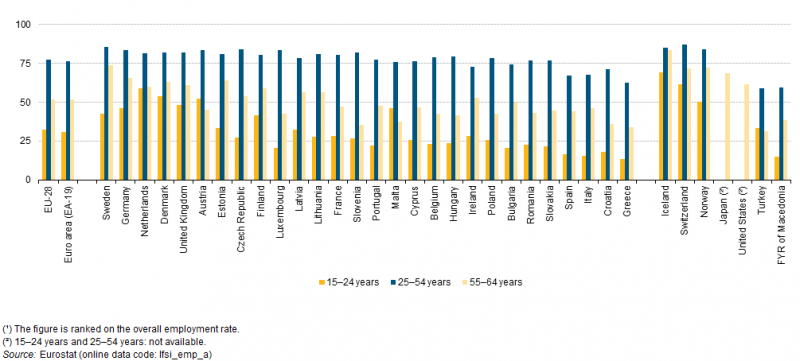 100
75
50
25
0
EU-28
Euro area (EA-19)
Sweden
Germany
Netherlands
Denmark
United Kingdom
Austria
Estonia
Czech Republic
Finland
Luxembourg
Latvia
Lithuania
France
Slovenia
Portugal
Malta
Cyprus
Belgium
Hungary
Ireland
Poland
Bulgaria
Romania
Slovakia
Spain
Italy
Croatia
Greece
Iceland
Switzerland
Norway
Japan (²)
United States (²)
Turkey
FYR of Macedonia
15–24 years
25–54 years
55–64 years
(¹) The figure is ranked on the overall employment rate.
(²) 15–24 years and 25–54 years: not available.
Source: Eurostat (online data code: lfsi_emp_a)